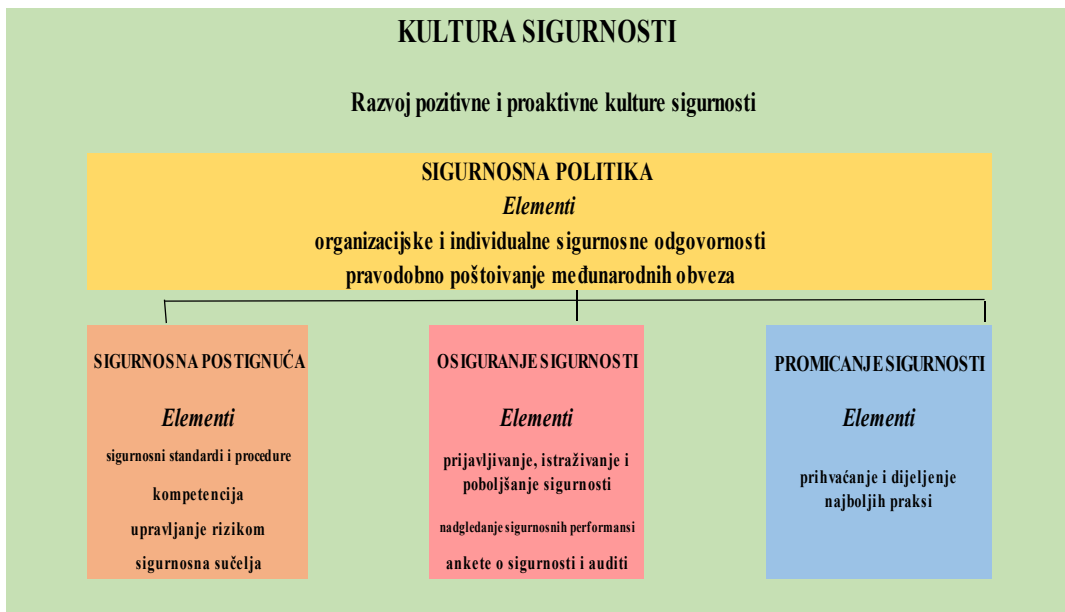 KULTURA SIGURNOSTI
Razvoj pozitivne i proaktivne kulture sigurnosti
SIGURNOSNA POLITIKA
Elementi
organizacijske i individualne sigurnosne odgovornosti
pravodobno poštoivanje međunarodnih obveza
SIGURNOSNA POSTIGNUĆA
Elementi
sigurnosni standardi i procedure
kompetencija
upravljanje rizikom
sigurnosna sučelja
OSIGURANJE SIGURNOSTI
Elementi
prijavljivanje, istraživanje i
poboljšanje sigurnosti
nadgledanje sigurnosnih performansi
ankete o sigurnosti i auditi
PROMICANJE SIGURNOSTI
Elementi
prihvaćanje i dijeljenje
najboljih praksi